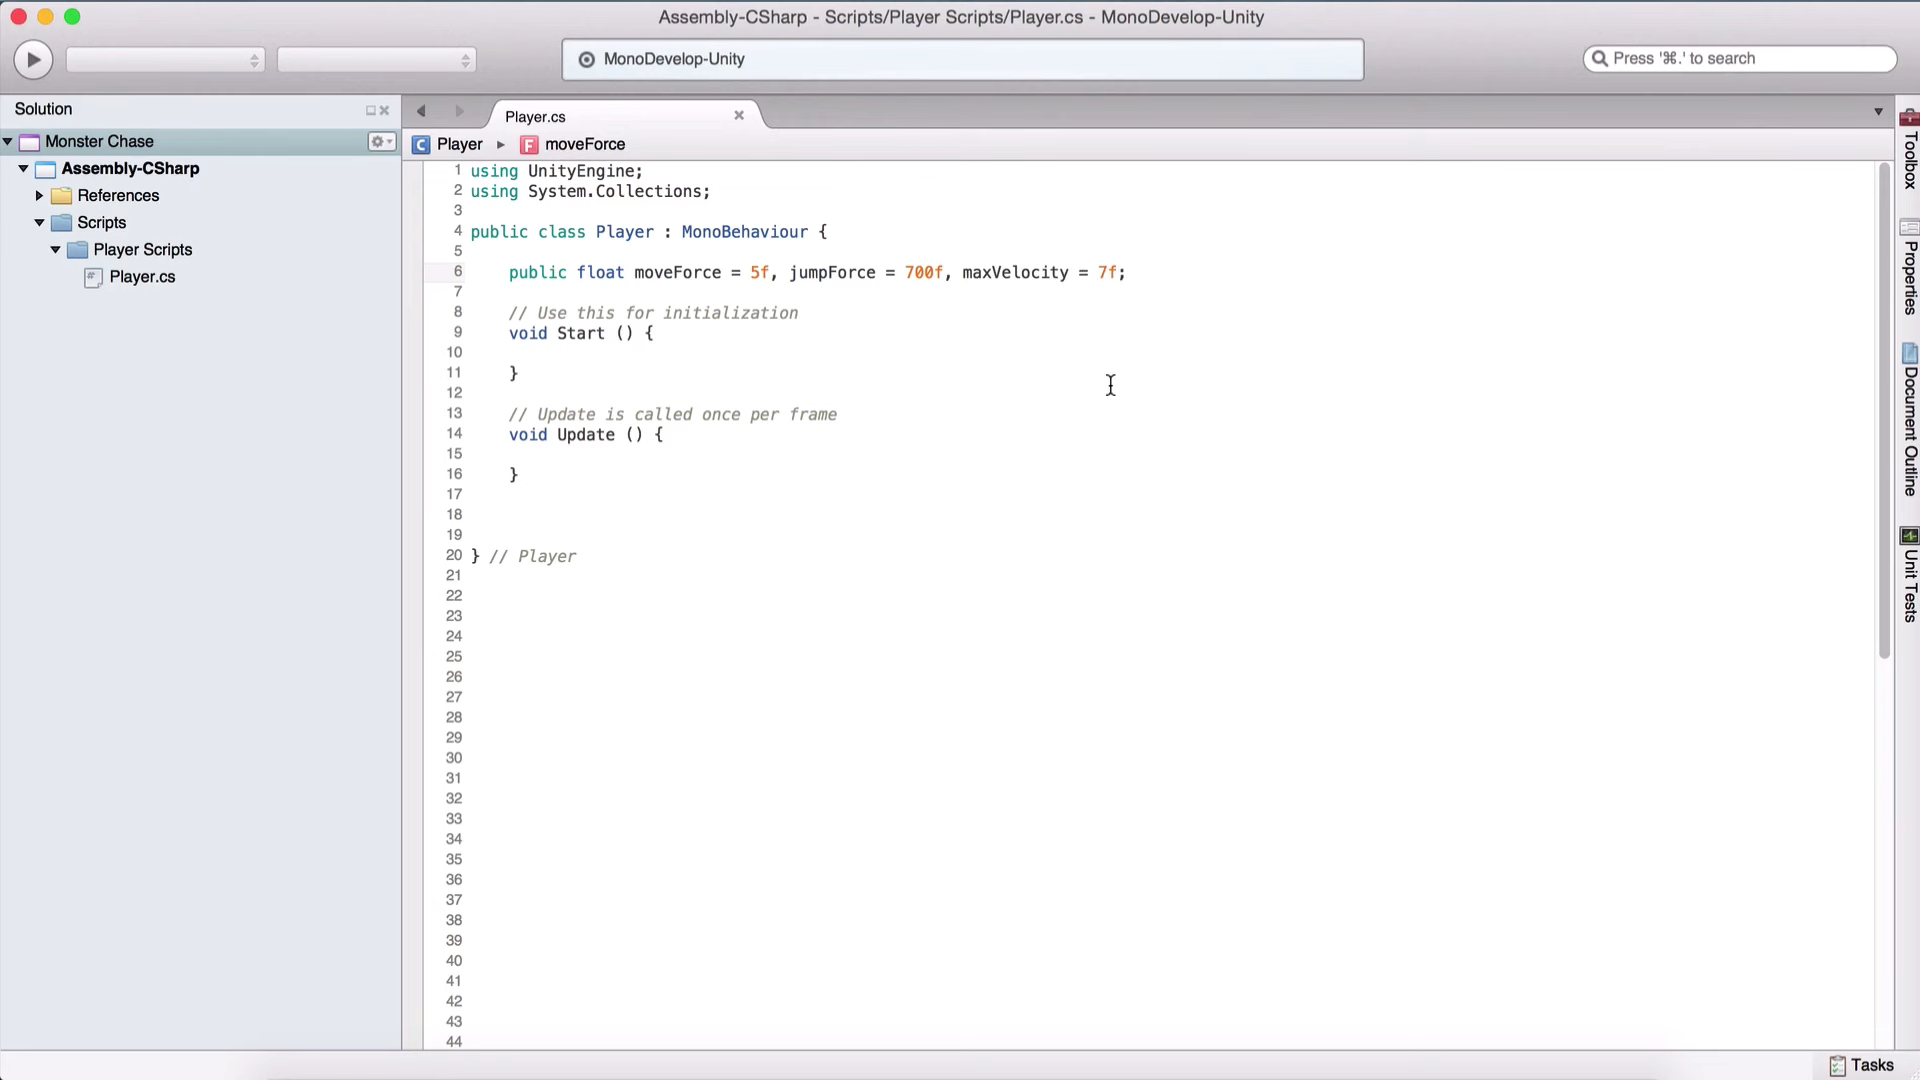 Assembly-CSharp - Scripts/Player Scripts/Player.cs - MonoDevelop-Unity
MonoDevelop-Unity
Press '⌘.' to search
Solution
Monster Chase
Assembly-CSharp
References
Scripts
Player Scripts
Player.cs
Player.cs
Player ▸ moveForce
1 using UnityEngine;
2 using System.Collections;
3
4 public class Player : MonoBehaviour {
5
6 public float moveForce = 5f, jumpForce = 700f, maxVelocity = 7f;
7
8 // Use this for initialization
9 void Start () {
10
11 }
12
13 // Update is called once per frame
14 void Update () {
15
16 }
17
18
19
20 } // Player
21
22
23
24
25
26
27
28
29
30
31
32
33
34
35
36
37
38
39
40
41
42
43
44
Toolbox
Properties
Document Outline
Unit Tests
Tasks